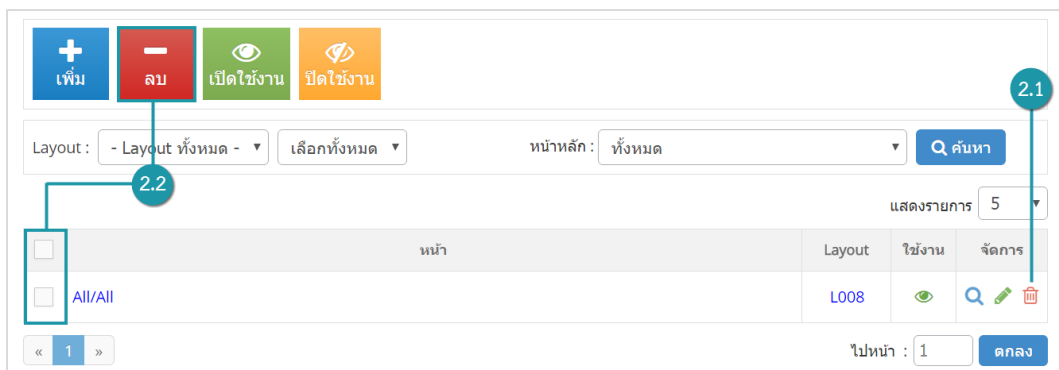 เพิ่ม ลบ เปิดใช้งาน ปิดใช้งาน
2.1
Layout : - Layout ทั้งหมด - เลือกทั้งหมด หน้าหลัก : ทั้งหมด ค้นหา
2.2
แสดงรายการ 5
หน้า Layout ใช้งาน จัดการ
All/All L008
« 1 » ไปหน้า : 1 ตกลง